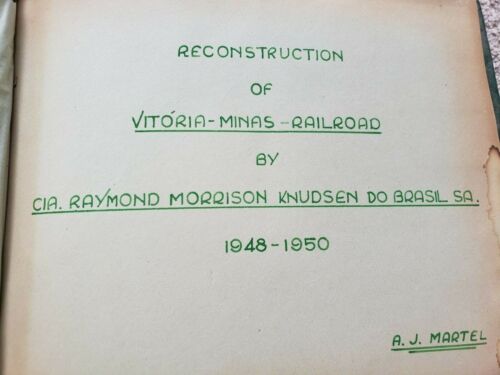 RECONSTRUCTION
OF
VITÓRIA-MINAS-RAILROAD
BY
CIA. RAYMOND MORRISON KNUDSEN DO BRASIL SA.
1948-1950
A. J. MARTEL